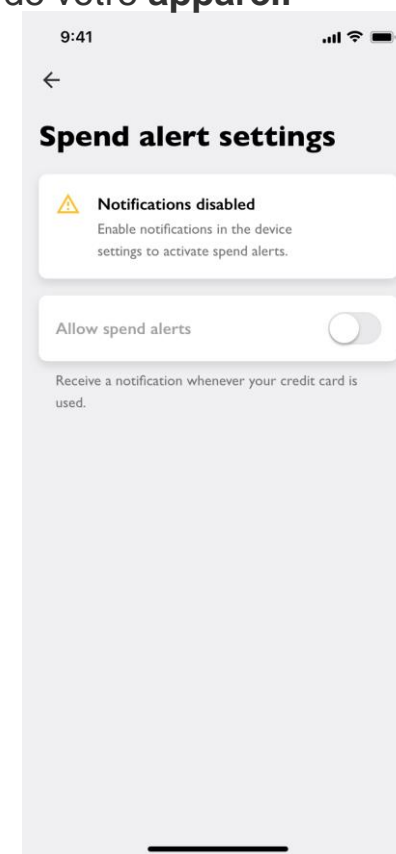 de votre appareil
9:41
Spend alert settings
Notifications disabled
Enable notifications in the device
settings to activate spend alerts.
Allow spend alerts
Receive a notification whenever your credit card is
used.